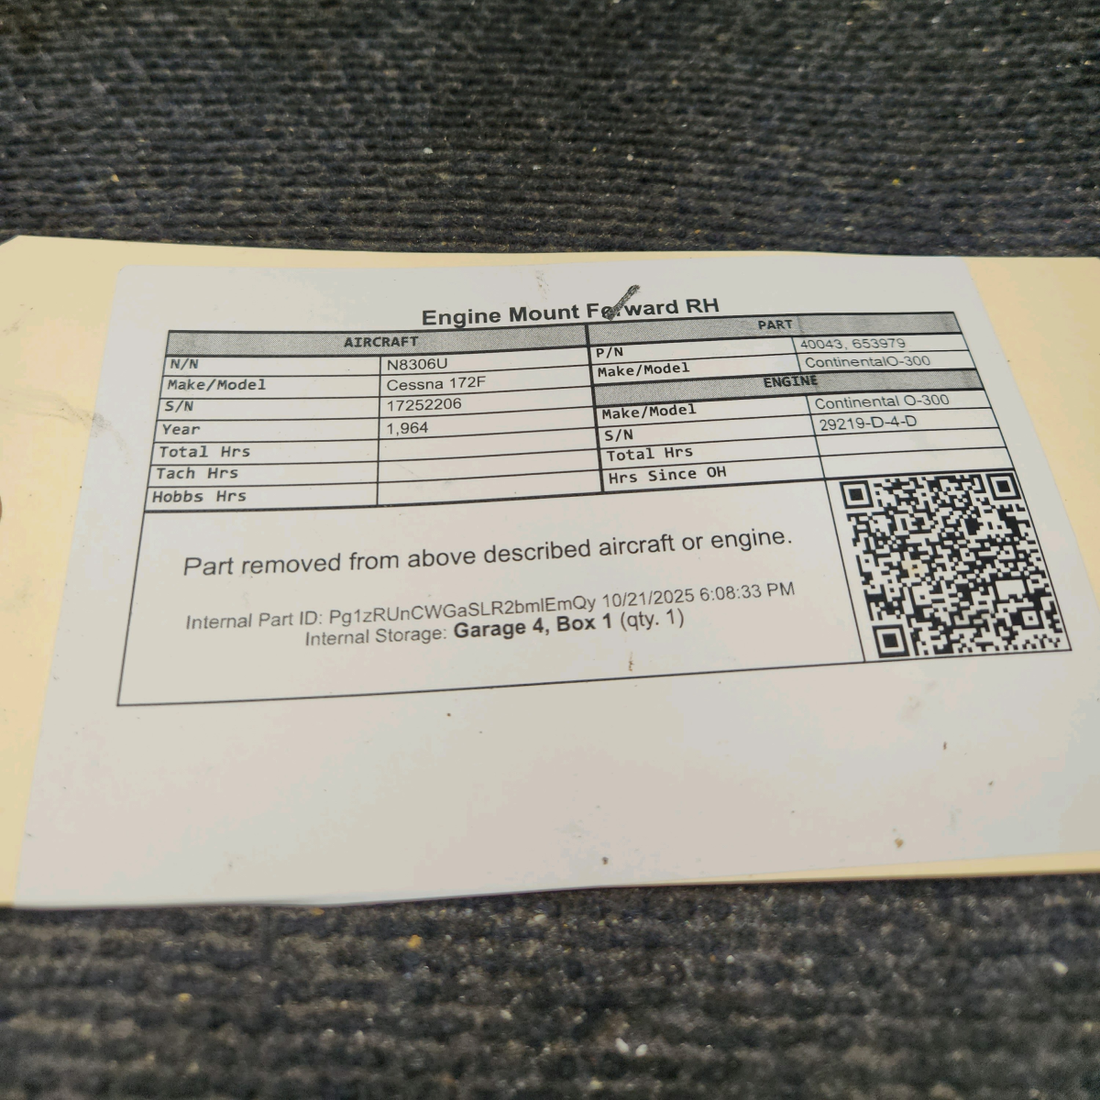 Engine Mount Forward RH
AIRCRAFT
N/N N8306U
Make/Model Cessna 172F
S/N 17252206
Year 1,964
Total Hrs
Tach Hrs
Hobbs Hrs
PART
P/N 40043, 653979
Make/Model ContinentalO-300
ENGINE
Make/Model Continental O-300
S/N 29219-D-4-D
Total Hrs
Hrs Since OH
Part removed from above described aircraft or engine.
Internal Part ID: Pg1zRUnCWGaSLR2bmlEmQy 10/21/2025 6:08:33 PM
Internal Storage: Garage 4, Box 1 (qty. 1)